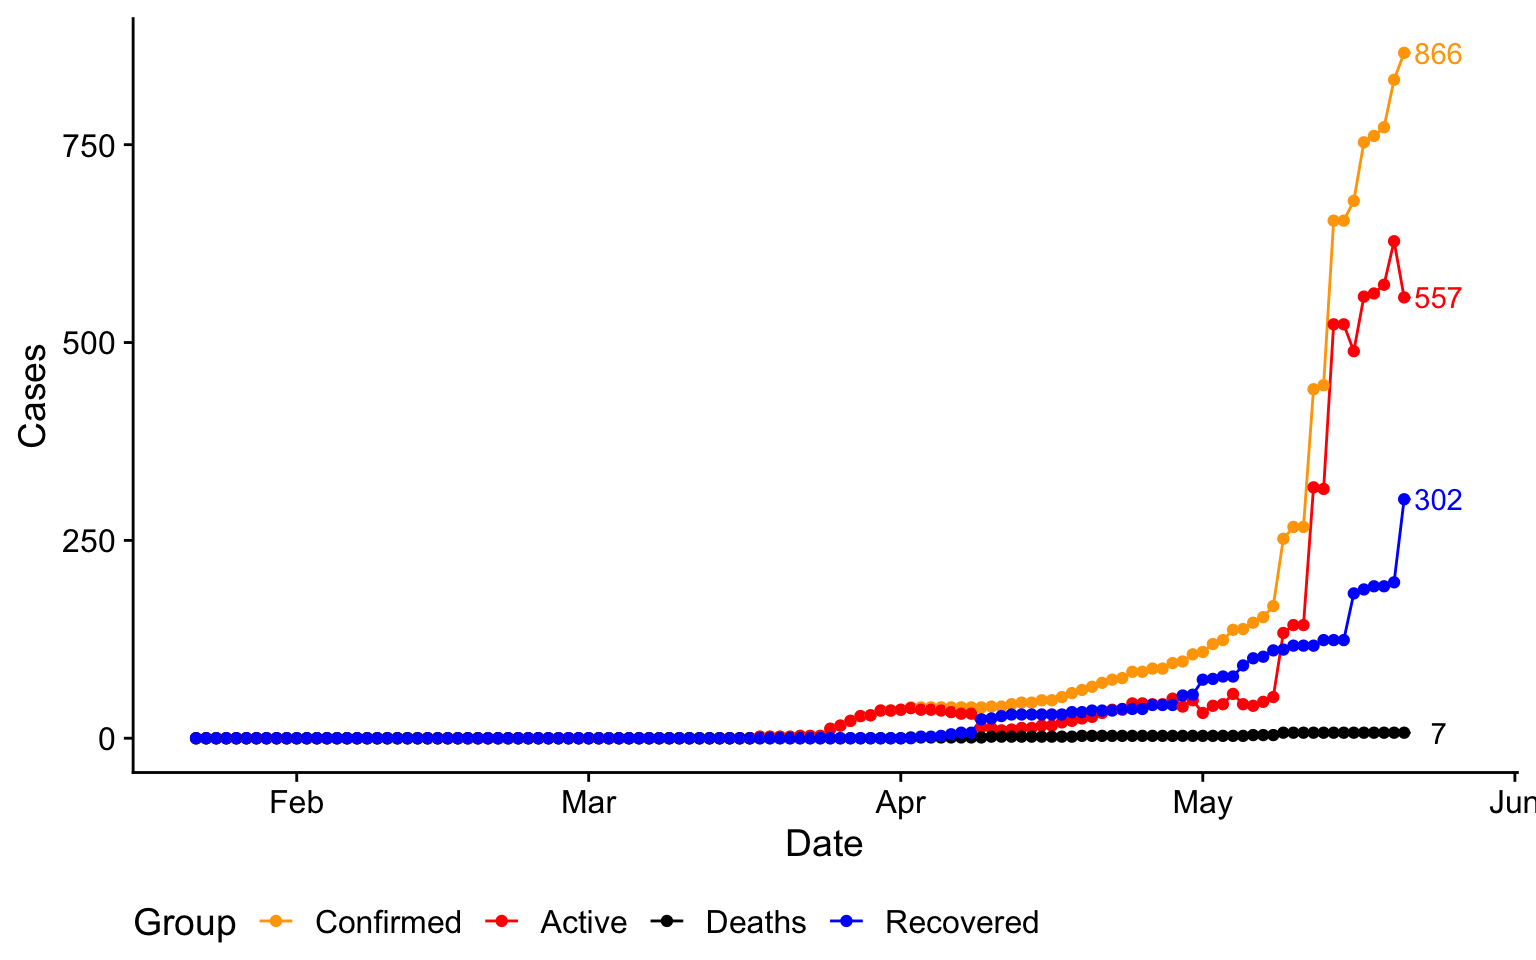 866
750
557
500
Cases
302
250
7
0
Feb Mar Apr May Jun
Date
Group Confirmed Active Deaths Recovered